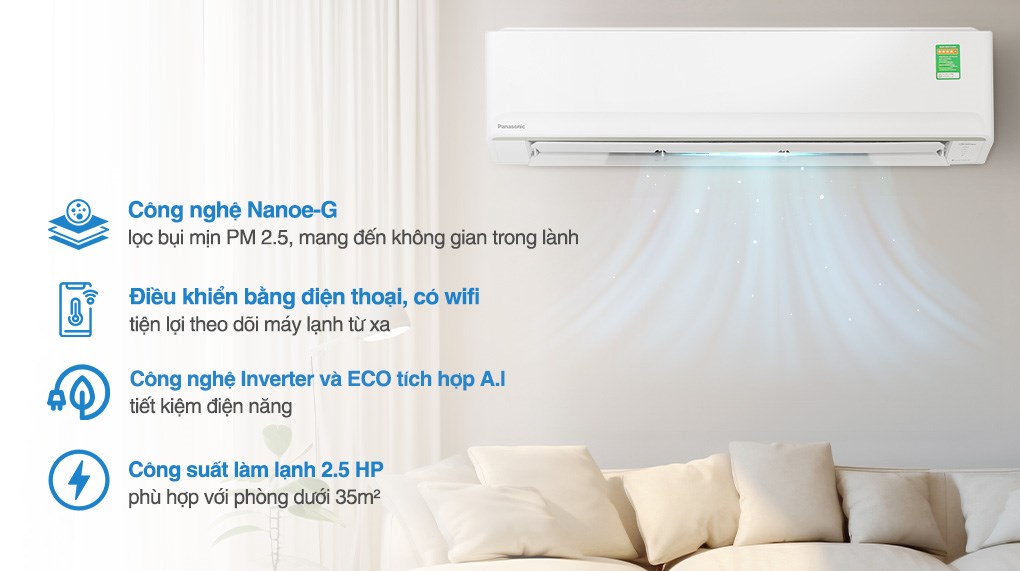 Panasonic
Công nghệ Nanoe-G
lọc bụi mịn PM 2.5, mang đến không gian trong lành
Điều khiển bằng điện thoại, có wifi
tiện lợi theo dõi máy lạnh từ xa
Công nghệ Inverter và ECO tích hợp A.I
tiết kiệm điện năng
Công suất làm lạnh 2.5 HP
phù hợp với phòng dưới 35m²